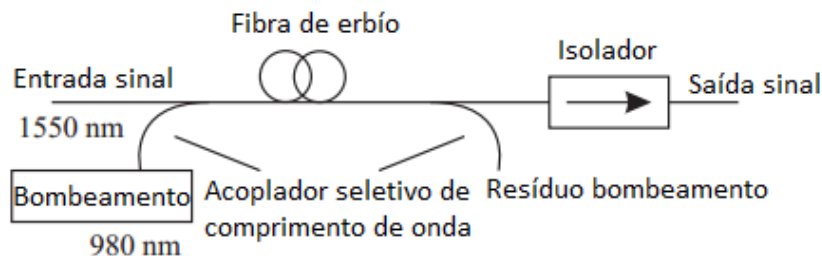 Fibra de erbío
Isolador
Entrada sinal
Saída sinal
1550 nm
Bombeamento
Acoplador seletivo de
comprimento de onda
Resíduo bombeamento
980 nm